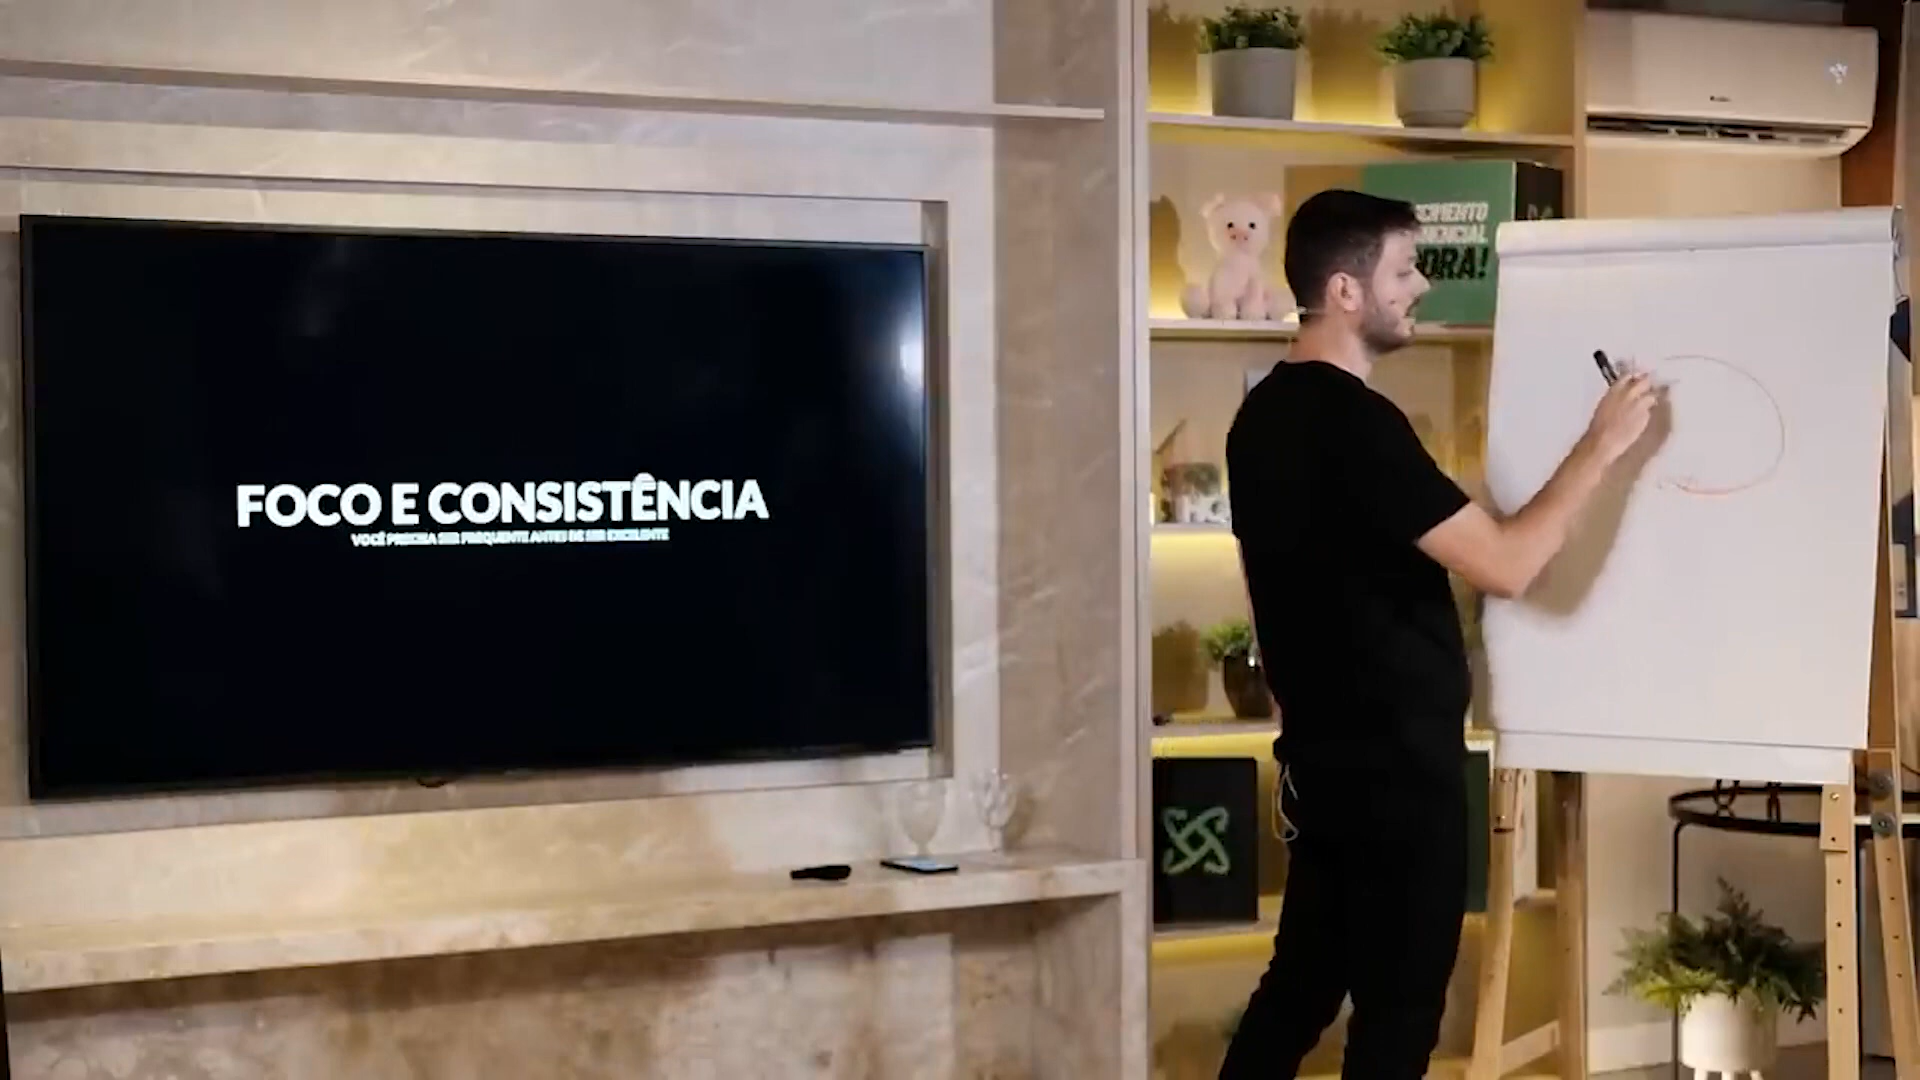 FOCO E CONSISTÊNCIA
VOCÊ PRECISA SER FREQUENTE ANTES DE SER EXCELENTE